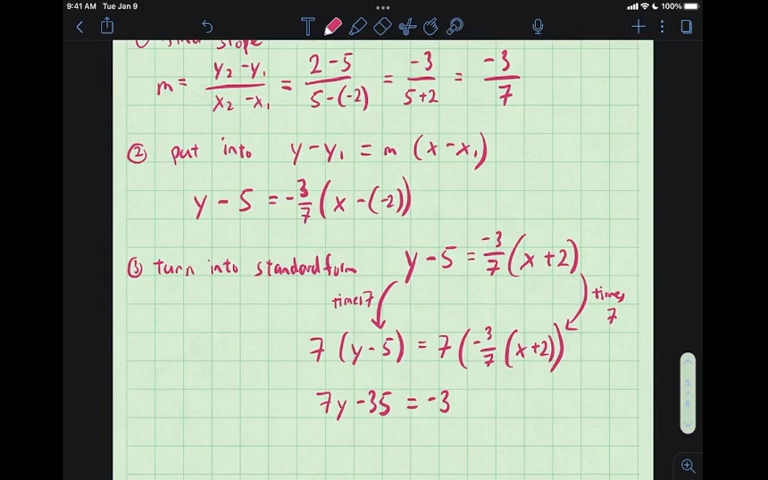 9:41 AM Tue Jan 9
100%
slope
m = (y₂ - y₁)/(x₂ - x₁) = (2 - 5)/(5 - (-2)) = -3/(5+2) = -3/7
② put into y - y₁ = m (x - x₁)
y - 5 = -3/7 (x - (-2))
③ turn into standard form y - 5 = -3/7 (x + 2)
times 7
times 7
7 (y - 5) = 7 (-3/7 (x+2))
7y - 35 = -3